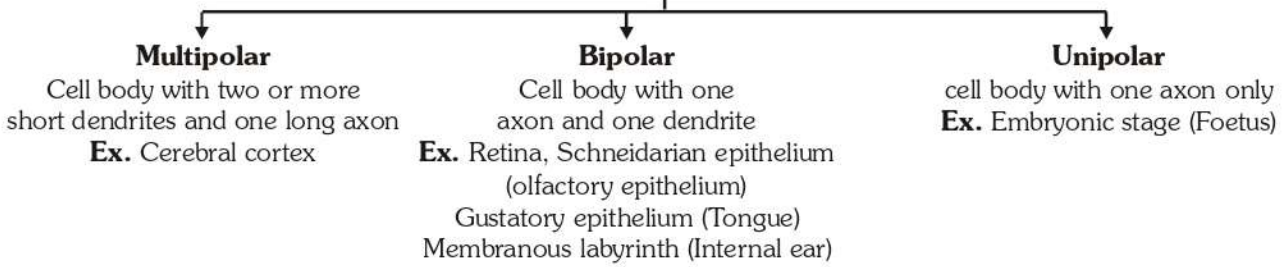 Multipolar
Cell body with two or more
short dendrites and one long axon
Ex. Cerebral cortex
Bipolar
Cell body with one
axon and one dendrite
Ex. Retina, Schneidarian epithelium
(olfactory epithelium)
Gustatory epithelium (Tongue)
Membranous labyrinth (Internal ear)
Unipolar
cell body with one axon only
Ex. Embryonic stage (Foetus)